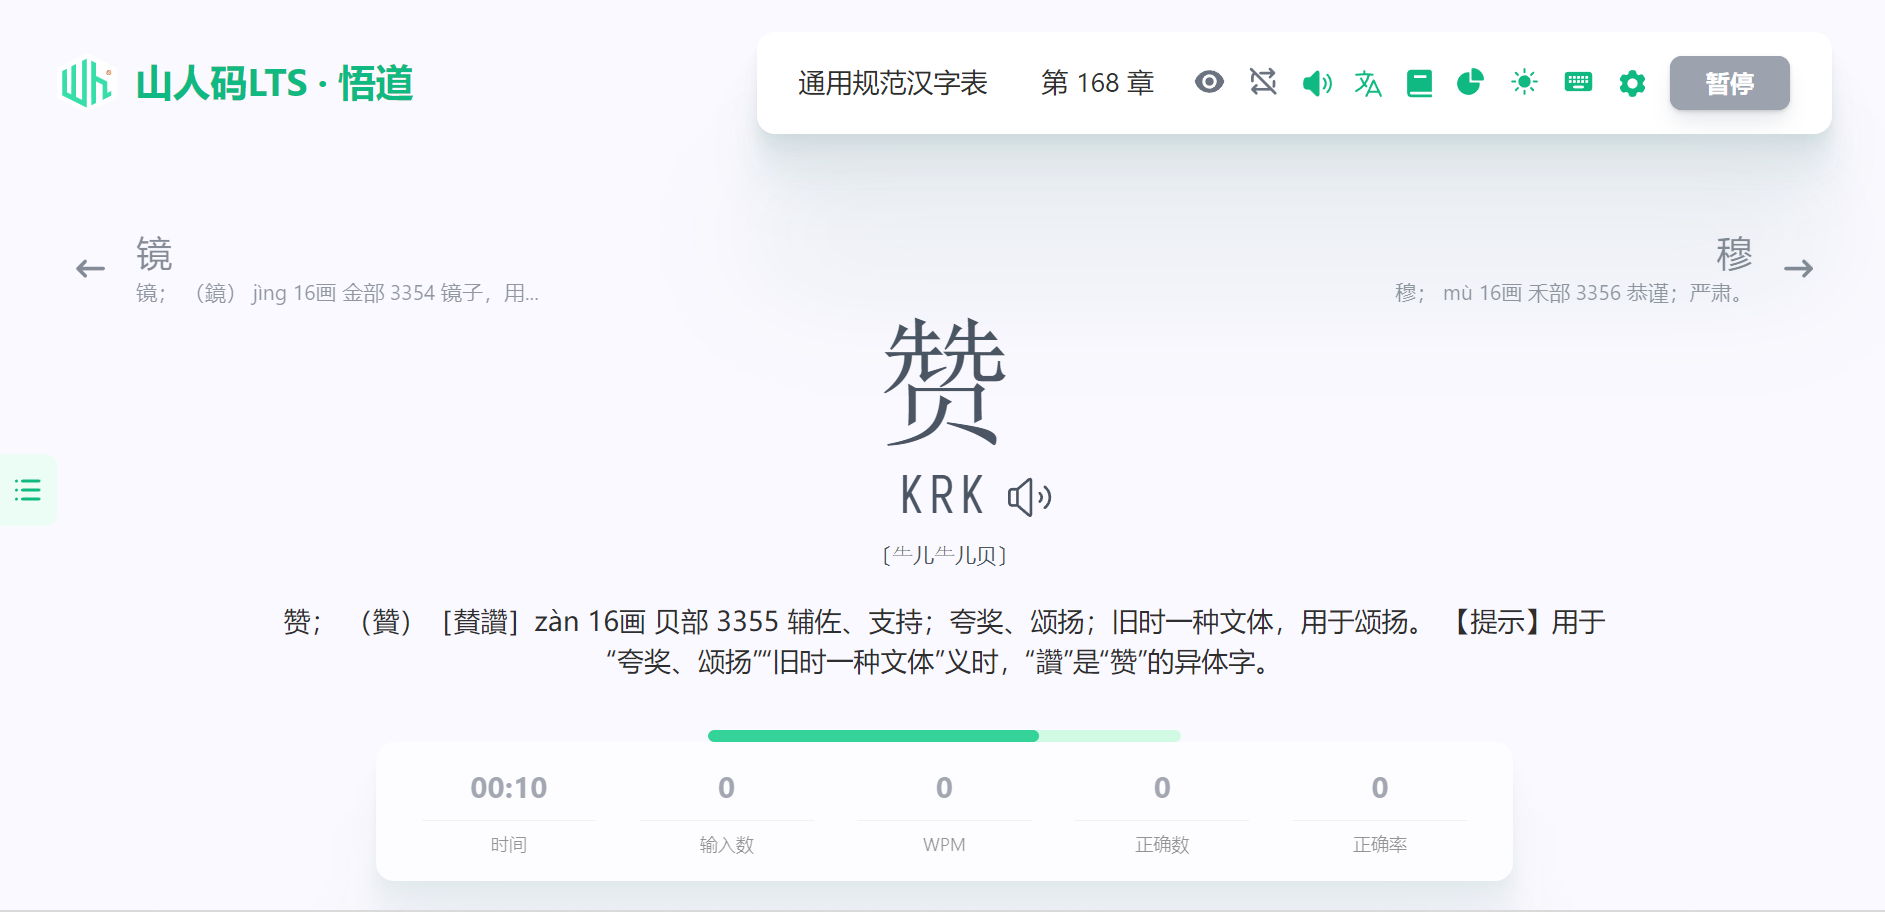 山人码LTS · 悟道
通用规范汉字表 第 168 章 暂停
镜
镜； （鏡） jìng 16画 金部 3354 镜子，用...
穆
穆； mù 16画 禾部 3356 恭谨；严肃。
赞
KRK
〔⺧儿⺧儿贝〕
赞； （贊） ［賛讚］ zàn 16画 贝部 3355 辅佐、支持；夸奖、颂扬；旧时一种文体，用于颂扬。 【提示】用于
“夸奖、颂扬”“旧时一种文体”义时，“讚”是“赞”的异体字。
00:10 0 0 0 0
时间 输入数 WPM 正确数 正确率